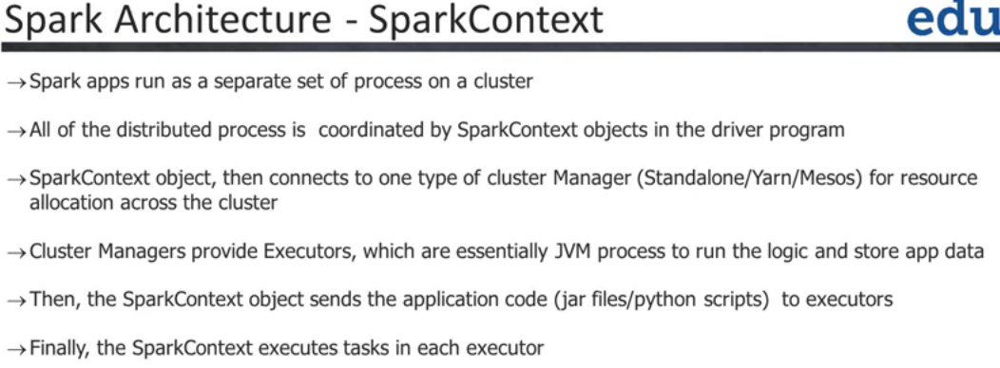 Spark Architecture - SparkContext
edu
→Spark apps run as a separate set of process on a cluster
→All of the distributed process is coordinated by SparkContext objects in the driver program
→SparkContext object, then connects to one type of cluster Manager (Standalone/Yarn/Mesos) for resource
allocation across the cluster
→Cluster Managers provide Executors, which are essentially JVM process to run the logic and store app data
→Then, the SparkContext object sends the application code (jar files/python scripts) to executors
→Finally, the SparkContext executes tasks in each executor